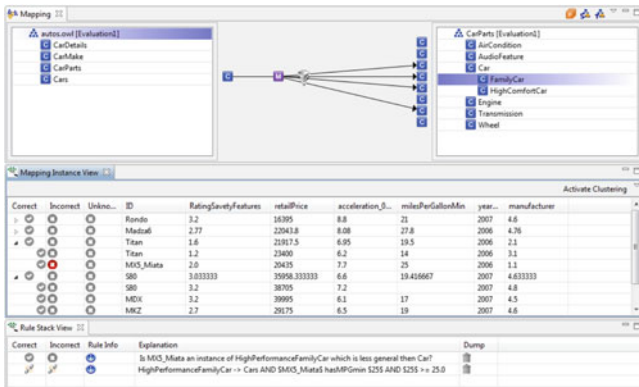 Mapping
autos.owl [Evaluation1]
CarDetails
CarMake
CarParts
Cars
C
M
C
C
C
C
C
C
C
C
CarParts [Evaluation1]
AirCondition
AudioFeature
Car
FamilyCar
HighComfortCar
Engine
Transmission
Wheel
Mapping Instance View
Activate Clustering
Correct Incorrect Unkno... ID RatingSavetyFeatures retailPrice acceleration_0... milesPerGallonMin year... manufacturer
Rondo 3.2 16395 8.8 21 2007 4.6
Madza6 2.77 22043.8 8.08 27.8 2006 4.76
Titan 1.6 21917.5 6.95 19.5 2006 2.1
Titan 1.2 23400 6.2 14 2006 3.1
MX5_Miata 2.0 20435 7.7 25 2006 1.1
S80 3.033333 35958.333333 6.6 19.416667 2007 4.633333
S80 3.2 38705 7.2 2007 4.8
MDX 3.2 39995 6.1 17 2007 4.5
MKZ 2.7 29175 6.5 19 2007 4.6
Rule Stack View
Correct Incorrect Rule Info Explanation Dump
Is MX5_Miata an instance of HighPerformanceFamilyCar which is less general then Car?
HighPerformanceFamilyCar -> Cars AND $MX5_Miata$ hasMPGmin $25$ AND $25$ >= 25.0